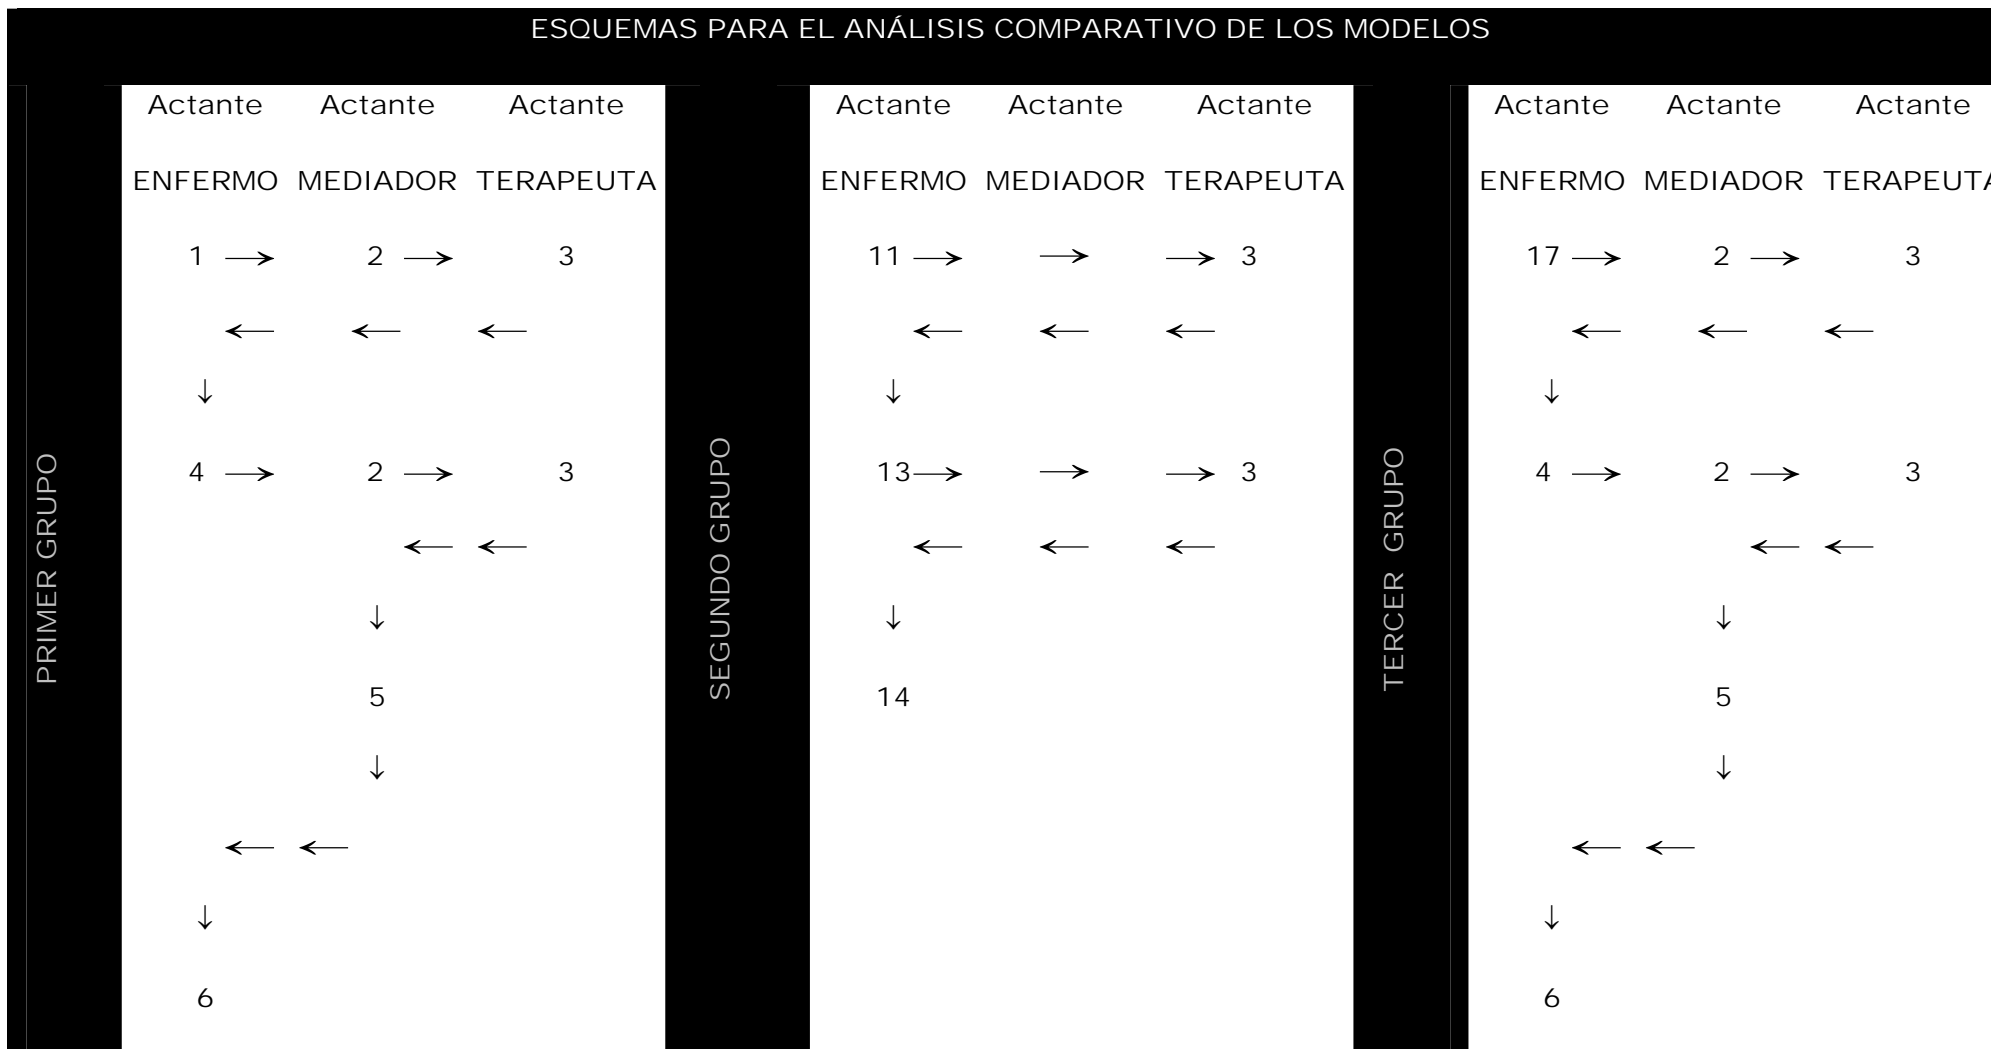 ESQUEMAS PARA EL ANÁLISIS COMPARATIVO DE LOS MODELOS
PRIMER GRUPO
Actante Actante Actante
ENFERMO MEDIADOR TERAPEUTA
1 → 2 → 3
← ← ←
↓
4 → 2 → 3
← ←
↓
5
↓
← ←
↓
6
SEGUNDO GRUPO
Actante Actante Actante
ENFERMO MEDIADOR TERAPEUTA
11 → → → 3
← ← ←
↓
13 → → → 3
← ← ←
↓
14
TERCER GRUPO
Actante Actante Actante
ENFERMO MEDIADOR TERAPEUTA
17 → 2 → 3
← ← ←
↓
4 → 2 → 3
← ←
↓
5
↓
← ←
↓
6